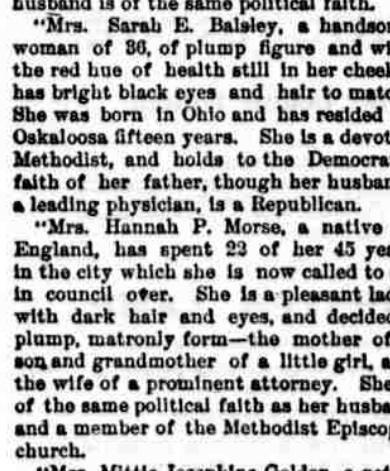 husband is of the same political faith.
"Mrs. Sarah E. Balsley, a handso
woman of 36, of plump figure and w
the red hue of health still in her chee
has bright black eyes and hair to mat
She was born in Ohio and has resided
Oskaloosa fifteen years. She is a devot
Methodist, and holds to the Democra
faith of her father, though her husban
a leading physician, is a Republican.
"Mrs. Hannah P. Morse, a native
England, has spent 22 of her 45 yea
in the city which she is now called to
in council over. She is a pleasant la
with dark hair and eyes, and decided
plump, matronly form—the mother of
son and grandmother of a little girl, a
the wife of a prominent attorney. She
of the same political faith as her husba
and a member of the Methodist Episco
church.
"Mrs. Mittie Josephine Golden, a